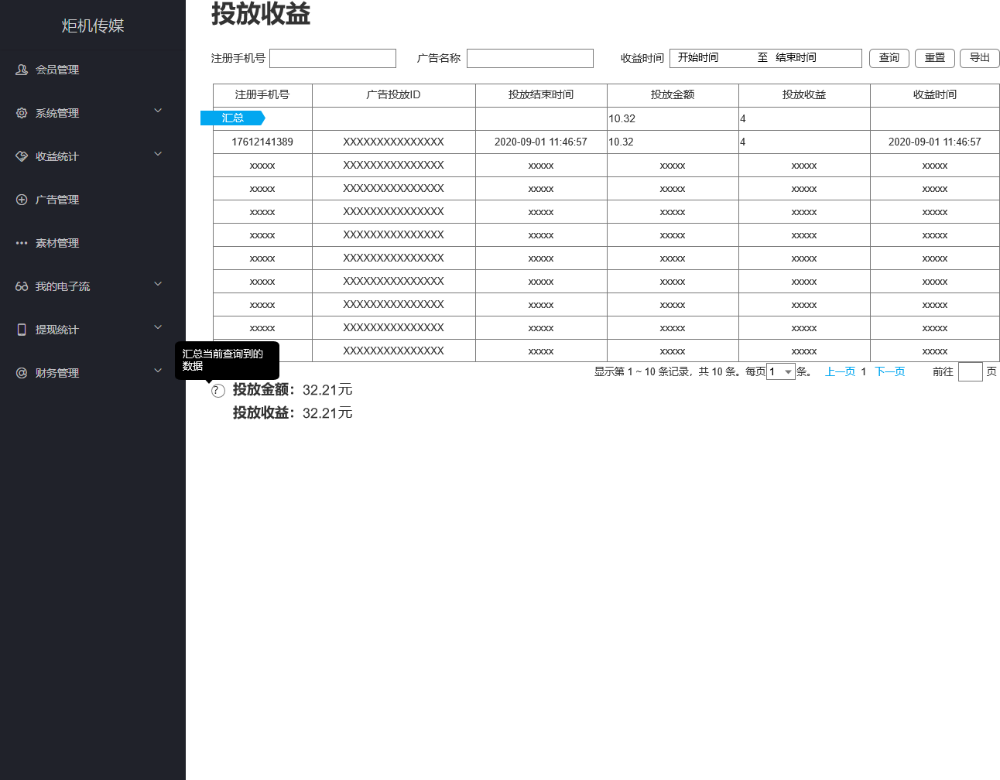 炬机传媒
会员管理
系统管理
收益统计
广告管理
素材管理
我的电子流
提现统计
财务管理
投放收益
注册手机号 广告名称 收益时间 开始时间 至 结束时间 查询 重置 导出
注册手机号 广告投放ID 投放结束时间 投放金额 投放收益 收益时间
汇总 10.32 4
17612141389 XXXXXXXXXXXXXXX 2020-09-01 11:46:57 10.32 4 2020-09-01 11:46:57
xxxxx XXXXXXXXXXXXXXX xxxxx xxxxx xxxxx xxxxx
xxxxx XXXXXXXXXXXXXXX xxxxx xxxxx xxxxx xxxxx
xxxxx XXXXXXXXXXXXXXX xxxxx xxxxx xxxxx xxxxx
xxxxx XXXXXXXXXXXXXXX xxxxx xxxxx xxxxx xxxxx
xxxxx XXXXXXXXXXXXXXX xxxxx xxxxx xxxxx xxxxx
xxxxx XXXXXXXXXXXXXXX xxxxx xxxxx xxxxx xxxxx
xxxxx XXXXXXXXXXXXXXX xxxxx xxxxx xxxxx xxxxx
xxxxx XXXXXXXXXXXXXXX xxxxx xxxxx xxxxx xxxxx
XXXXXXXXXXXXXXX xxxxx xxxxx xxxxx xxxxx
汇总当前查询到的
数据
显示第 1 ~ 10 条记录，共 10 条。每页 1 条。 上一页 1 下一页 前往 页
? 投放金额：32.21元
投放收益：32.21元